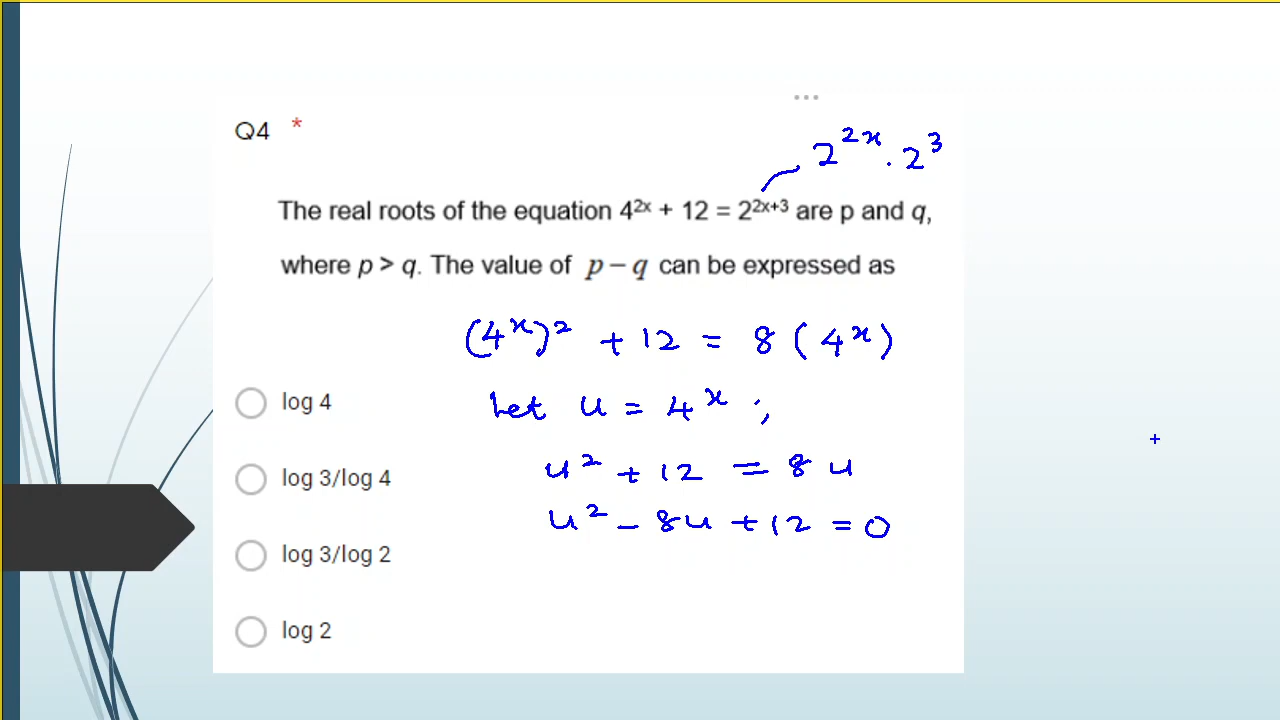 Q4 *
2^{2x} . 2^3
The real roots of the equation 4^{2x} + 12 = 2^{2x+3} are p and q,
where p > q. The value of p − q can be expressed as
(4^x)^2 + 12 = 8 (4^x)
log 4
Let u = 4^x ;
u^2 + 12 = 8 u
log 3/log 4
u^2 − 8u + 12 = 0
log 3/log 2
log 2